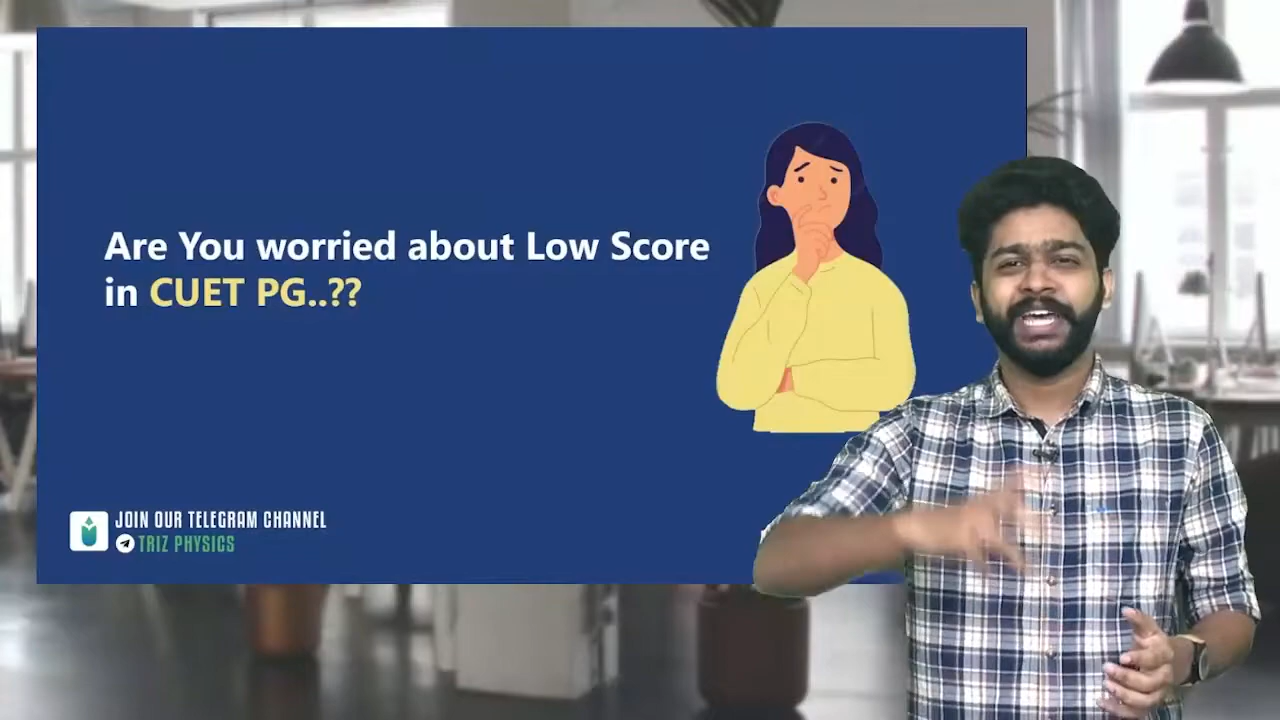 Are You worried about Low Score
in CUET PG..??
JOIN OUR TELEGRAM CHANNEL
TRIZ PHYSICS